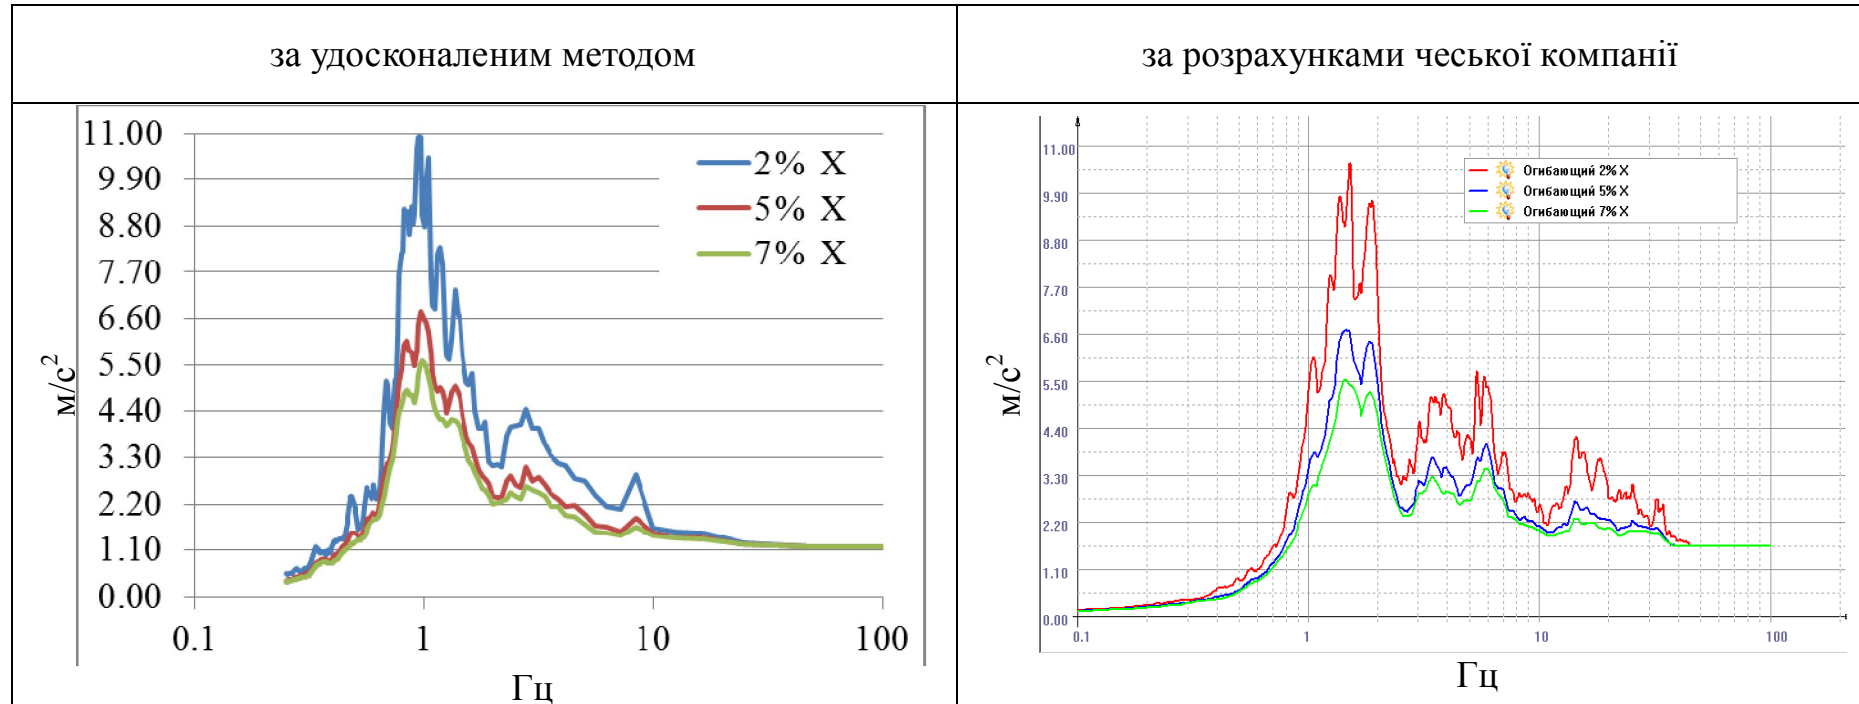 за удосконаленим методом
за розрахунками чеської компанії
11.00
9.90
8.80
7.70
6.60
5.50
4.40
3.30
2.20
1.10
0.00
м/с²
0.1 1 10 100
Гц
2% X
5% X
7% X
11.00
9.90
8.80
7.70
6.60
5.50
4.40
3.30
2.20
1.10
0.00
м/с²
0.1 1 10 100
Гц
Огибающий 2% X
Огибающий 5% X
Огибающий 7% X